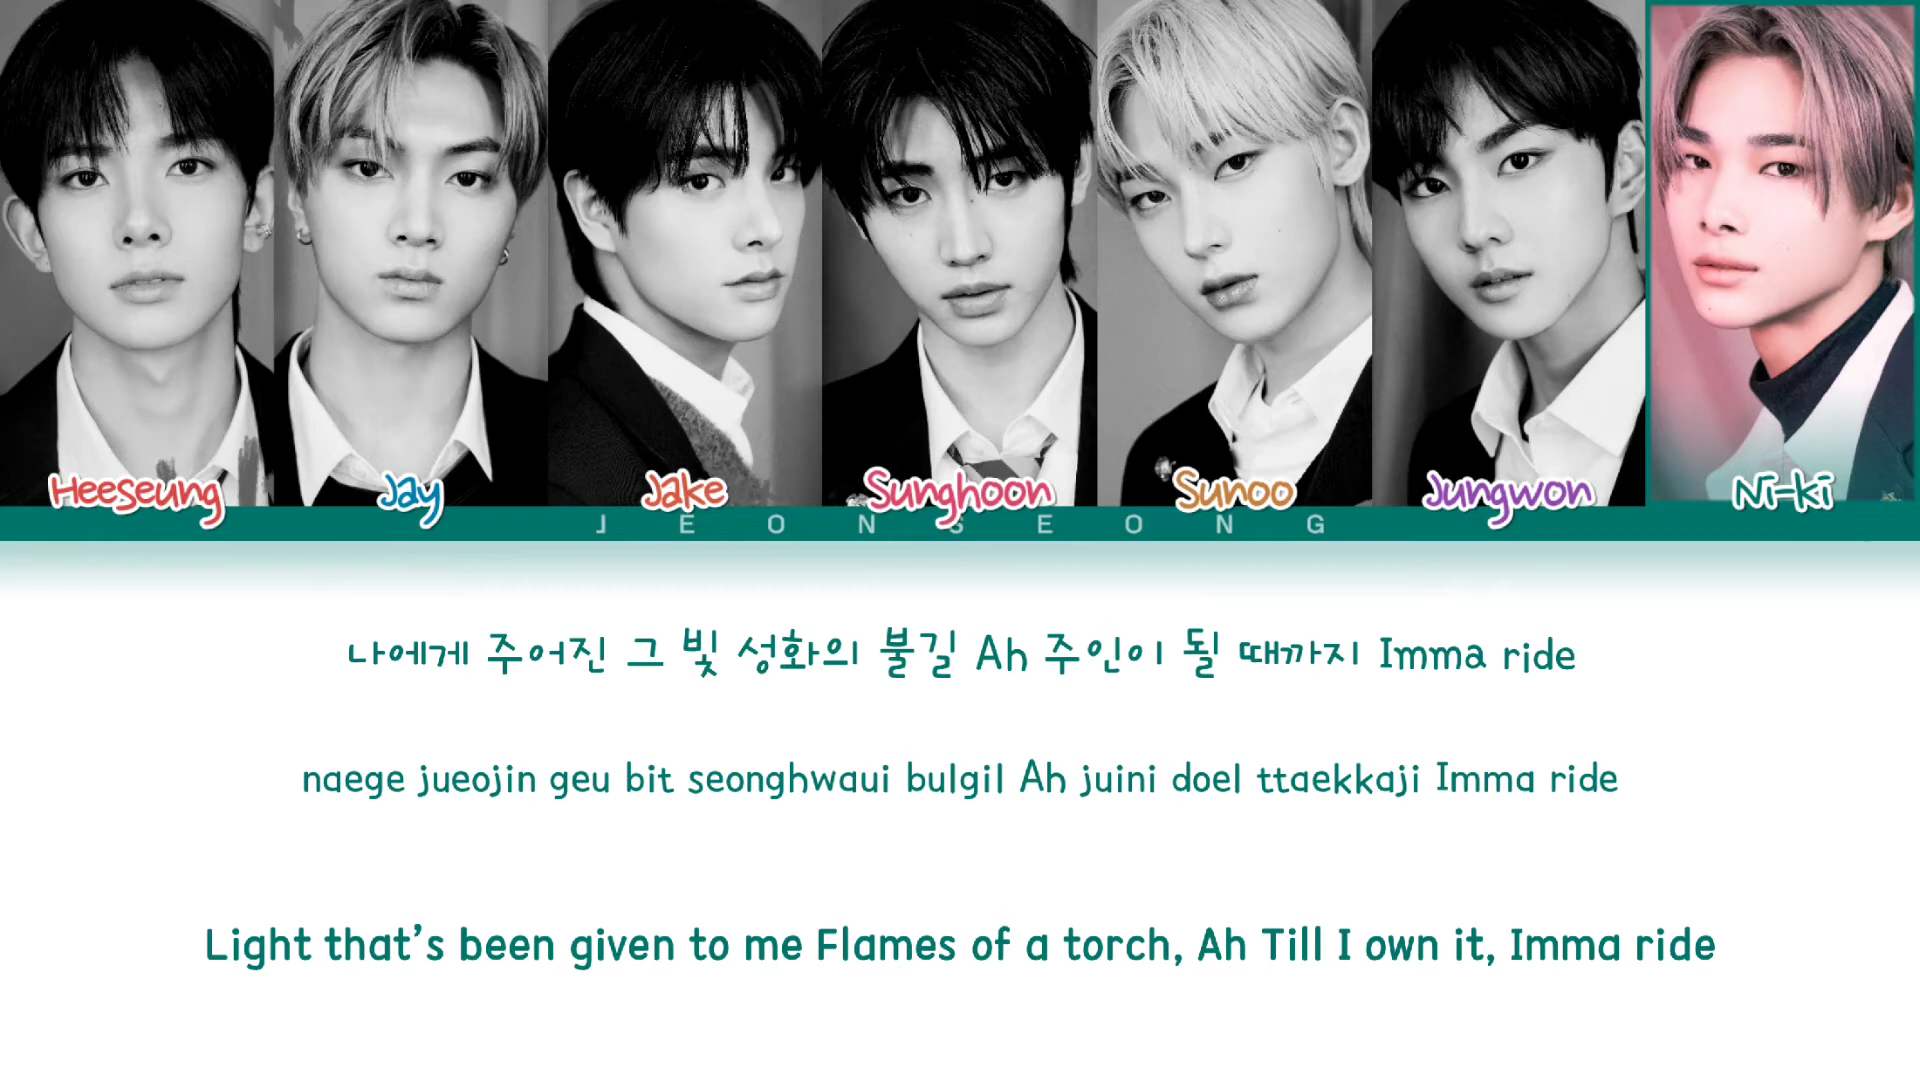 Heeseung Jay Jake Sunghoon Sunoo Jungwon Ni-ki
JEONSEONG
나에게 주어진 그 빛 성화의 불길 Ah 주인이 될 때까지 Imma ride
naege jueojin geu bit seonghwaui bulgil Ah juini doel ttaekkaji Imma ride
Light that's been given to me Flames of a torch, Ah Till I own it, Imma ride